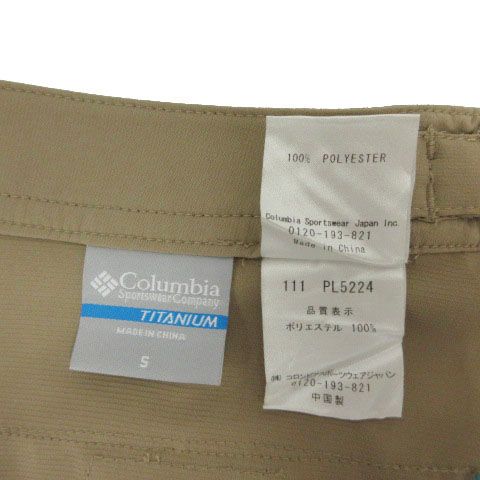 Columbia
Sportswear Company
TITANIUM
MADE IN CHINA
S
100% POLYESTER
Columbia Sportswear Japan Inc.
0120-193-821
Made in China
111 PL5224
品質表示
ポリエステル 100%
0120-193-821
中国製